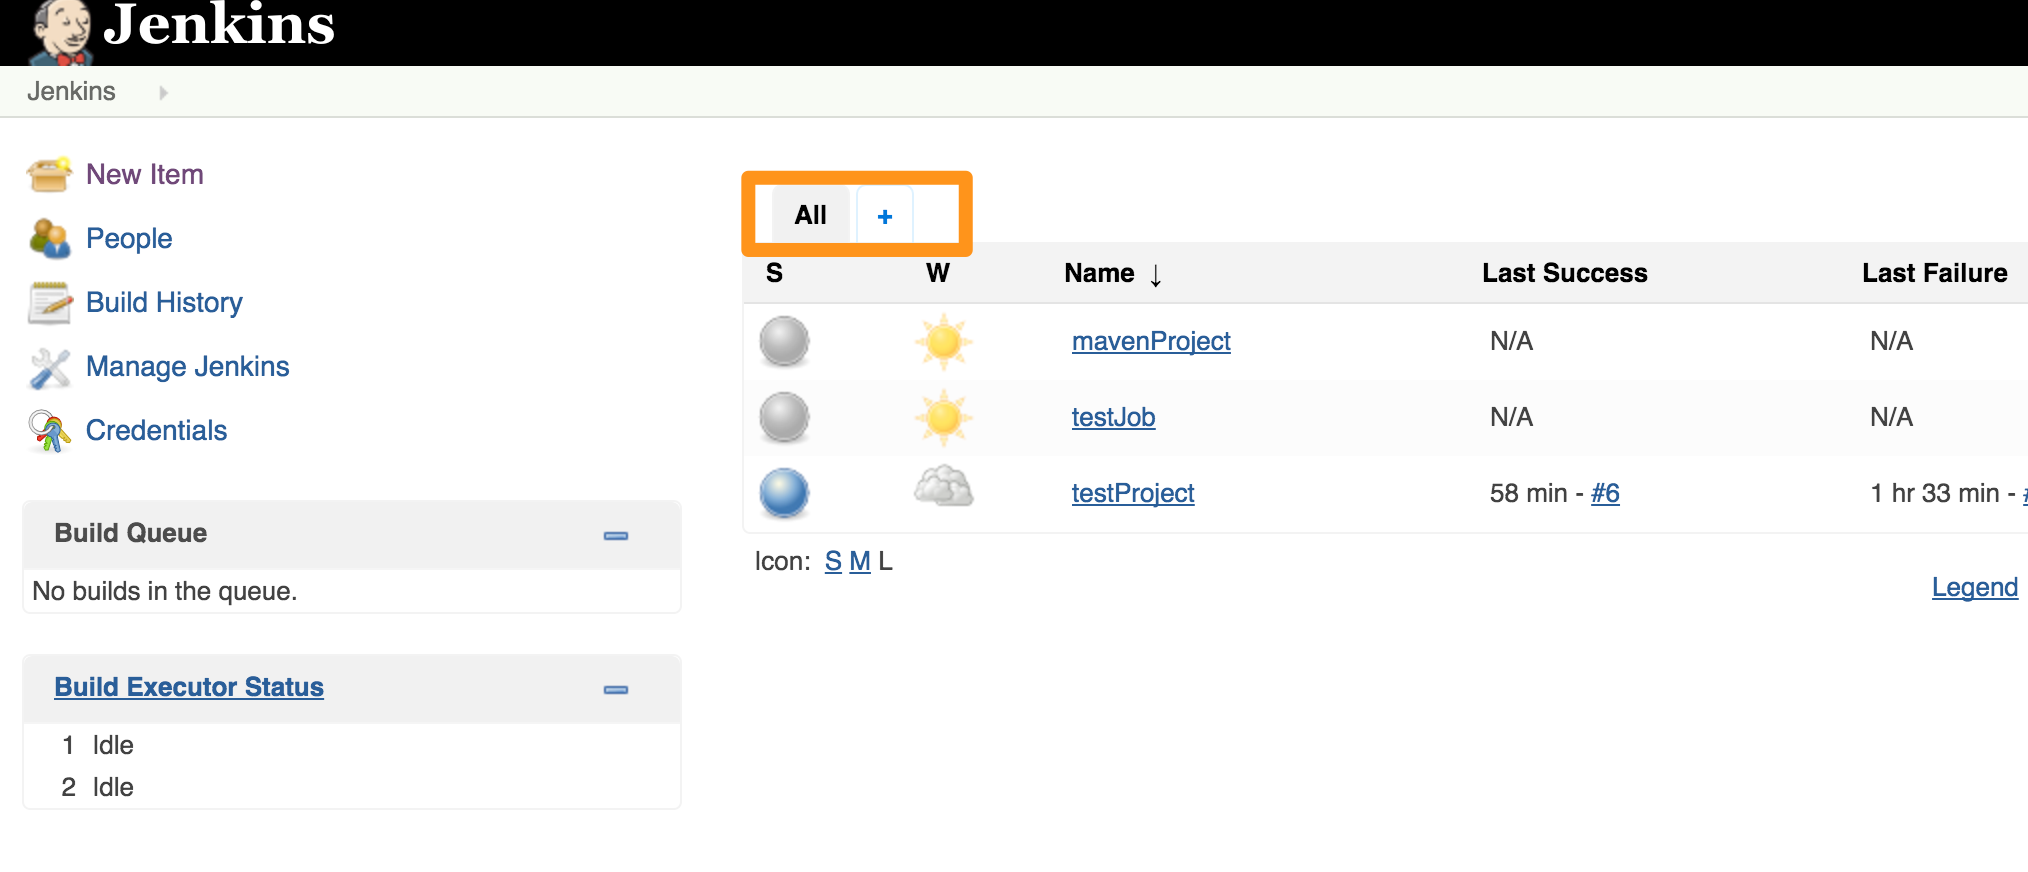 Jenkins
Jenkins
New Item
People
Build History
Manage Jenkins
Credentials
Build Queue
No builds in the queue.
Build Executor Status
1 Idle
2 Idle
All +
S W Name ↓ Last Success Last Failure
mavenProject N/A N/A
testJob N/A N/A
testProject 58 min - #6 1 hr 33 min - #
Icon: S M L
Legend